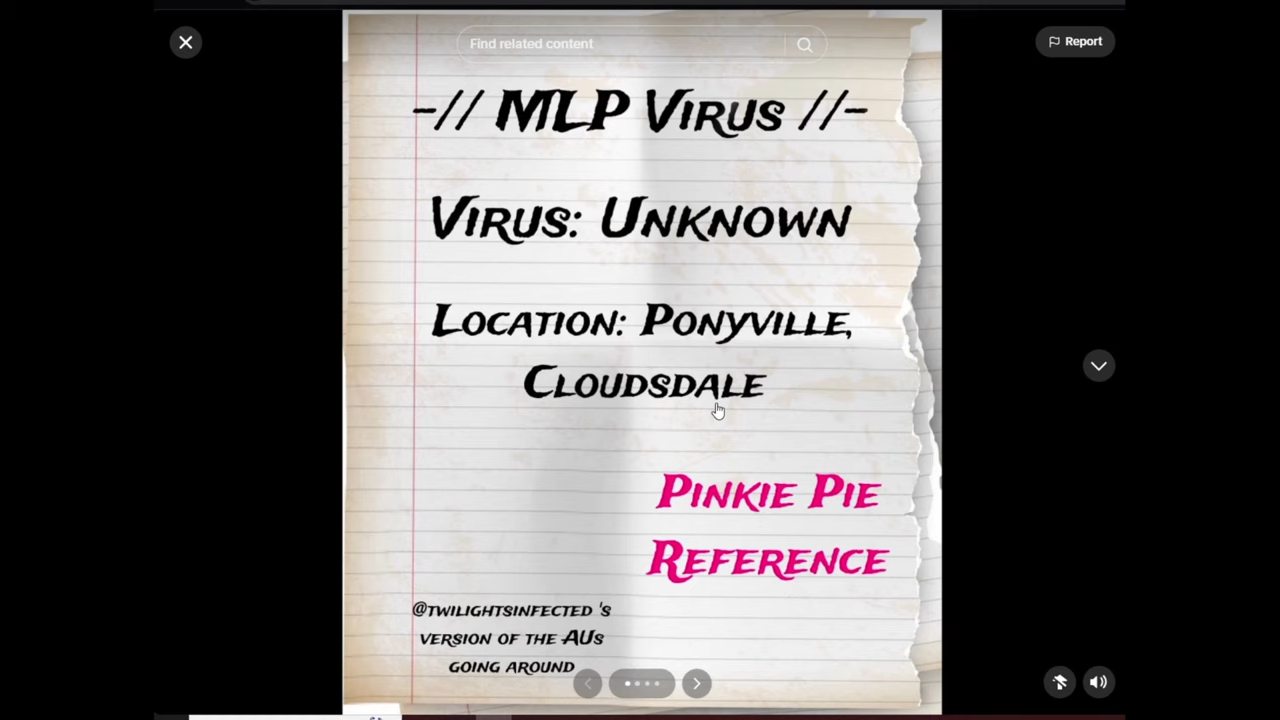 Find related content
Report
-// MLP Virus //-
Virus: Unknown
Location: Ponyville,
Cloudsdale
Pinkie Pie
Reference
@twilightsinfected 's
version of the AUs
going around